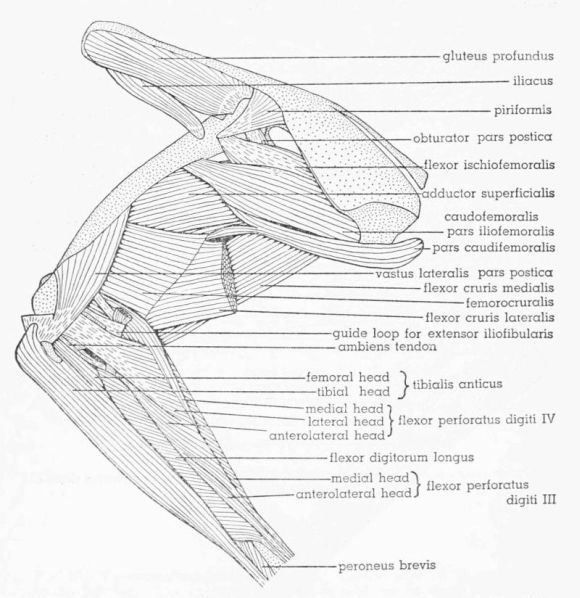 gluteus profundus
iliacus
piriformis
obturator pars postica
flexor ischiofemoralis
adductor superficialis
caudofemoralis
pars iliofemoralis
pars caudifemoralis
vastus lateralis pars postica
flexor cruris medialis
femorocruralis
flexor cruris lateralis
guide loop for extensor iliofibularis
ambiens tendon
femoral head
tibial head
tibialis anticus
medial head
lateral head
anterolateral head
flexor perforatus digiti IV
flexor digitorum longus
medial head
anterolateral head
flexor perforatus
digiti III
peroneus brevis